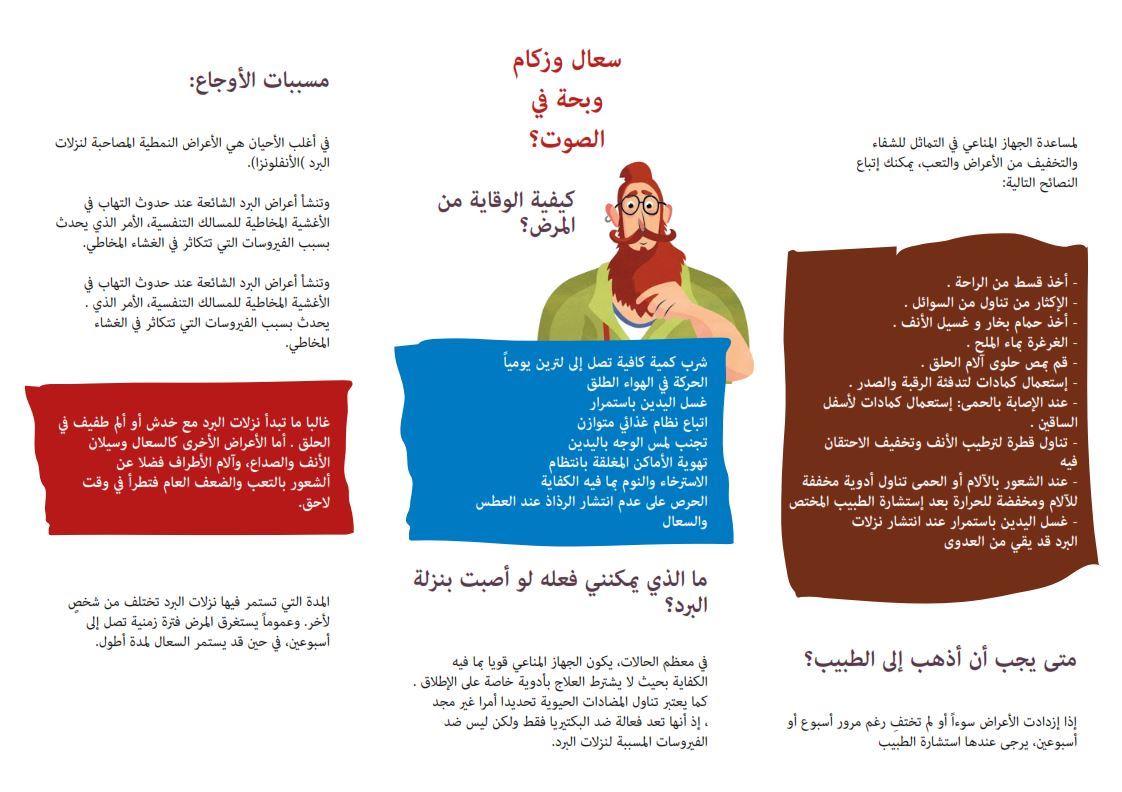 مسببات الأوجاع:
في أغلب الأحيان هي الأعراض النمطية المصاحبة لنزلات
البرد )الأنفلونزا).
وتنشأ أعراض البرد الشائعة عند حدوث التهاب في
الأغشية المخاطية للمسالك التنفسية، الأمر الذي يحدث
بسبب الفيروسات التي تتكاثر في الغشاء المخاطي.
وتنشأ أعراض البرد الشائعة عند حدوث التهاب في
الأغشية المخاطية للمسالك التنفسية، الأمر الذي .
يحدث بسبب الفيروسات التي تتكاثر في الغشاء
المخاطي.
غالبا ما تبدأ نزلات البرد مع خدش أو ألم طفيف في
الحلق . أما الأعراض الأخرى كالسعال وسيلان
الأنف والصداع، وآلام الأطراف فضلا عن
ألشعور بالتعب والضعف العام فتطرأ في وقت
لاحق.
المدة التي تستمر فيها نزلات البرد تختلف من شخصٍ
لأخر. وعموماً يستغرق المرض فترة زمنية تصل إلى
أسبوعين، في حين قد يستمر السعال لمدة أطول.
سعال وزكام
وبحة في
الصوت؟
كيفية الوقاية من
المرض؟
شرب كمية كافية تصل إلى لترين يومياً
الحركة في الهواء الطلق
غسل اليدين باستمرار
اتباع نظام غذائي متوازن
تجنب لمس الوجه باليدين
تهوية الأماكن المغلقة بانتظام
الاسترخاء والنوم بما فيه الكفاية
الحرص على عدم انتشار الرذاذ عند العطس
والسعال
ما الذي يمكنني فعله لو أصبت بنزلة
البرد؟
في معظم الحالات، يكون الجهاز المناعي قويا بما فيه
الكفاية بحيث لا يشترط العلاج بأدوية خاصة على الإطلاق .
كما يعتبر تناول المضادات الحيوية تحديدا أمرا غير مجد
، إذ أنها تعد فعالة ضد البكتيريا فقط ولكن ليس ضد
الفيروسات المسببة لنزلات البرد.
لمساعدة الجهاز المناعي في التماثل للشفاء
والتخفيف من الأعراض والتعب، يمكنك إتباع
النصائح التالية:
- أخذ قسط من الراحة .
- الإكثار من تناول من السوائل .
- أخذ حمام بخار و غسيل الأنف .
- الغرغرة بماء الملح .
- قم بمص حلوى آلام الحلق .
- إستعمال كمادات لتدفئة الرقبة والصدر .
- عند الإصابة بالحمى: إستعمال كمادات لأسفل
الساقين .
- تناول قطرة لترطيب الأنف وتخفيف الاحتقان
فيه
- عند الشعور بالآلام أو الحمى تناول أدوية مخففة
للآلام ومخفضة للحرارة بعد إستشارة الطبيب المختص
- غسل اليدين باستمرار عند انتشار نزلات
البرد قد يقي من العدوى
متى يجب أن أذهب إلى الطبيب؟
إذا إزدادت الأعراض سوءاً أو لم تختفِ رغم مرور أسبوع أو
أسبوعين، يرجى عندها استشارة الطبيب